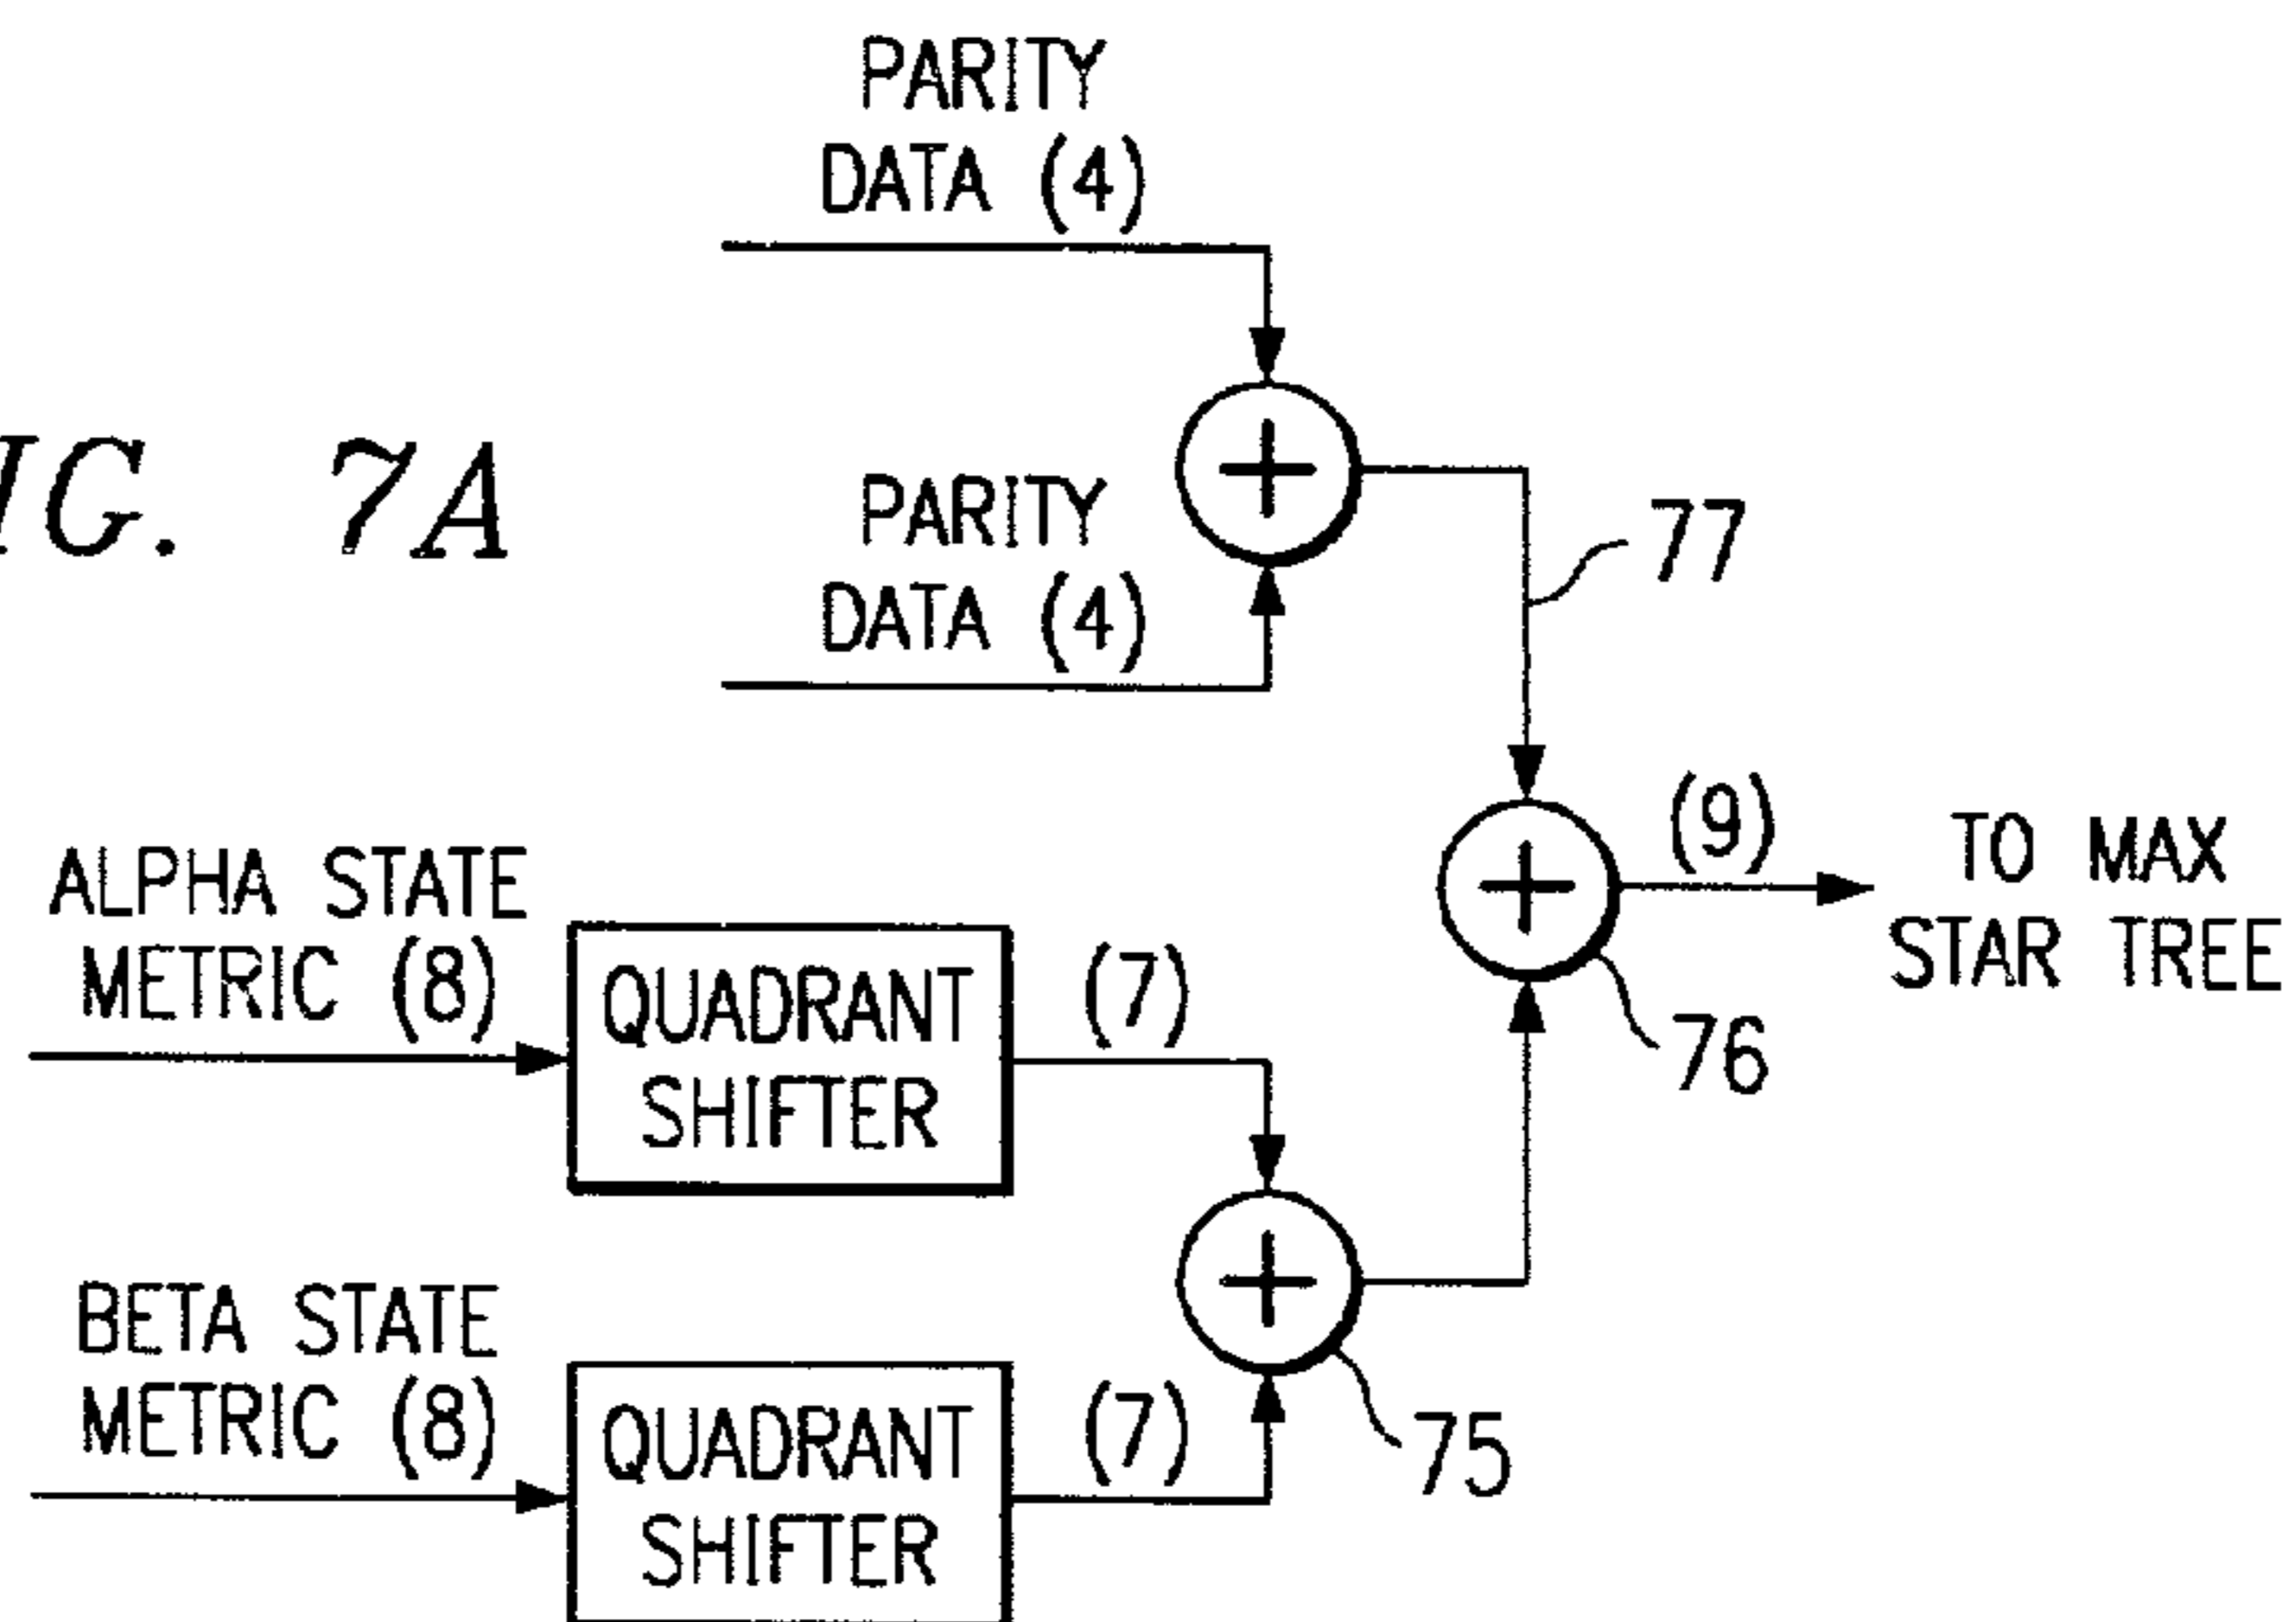 PARITY
DATA (4)
IG. 7A
PARITY
DATA (4)
77
(9)
TO MAX
STAR TREE
76
ALPHA STATE
METRIC (8)
QUADRANT
SHIFTER
(7)
75
BETA STATE
METRIC (8)
QUADRANT
SHIFTER
(7)